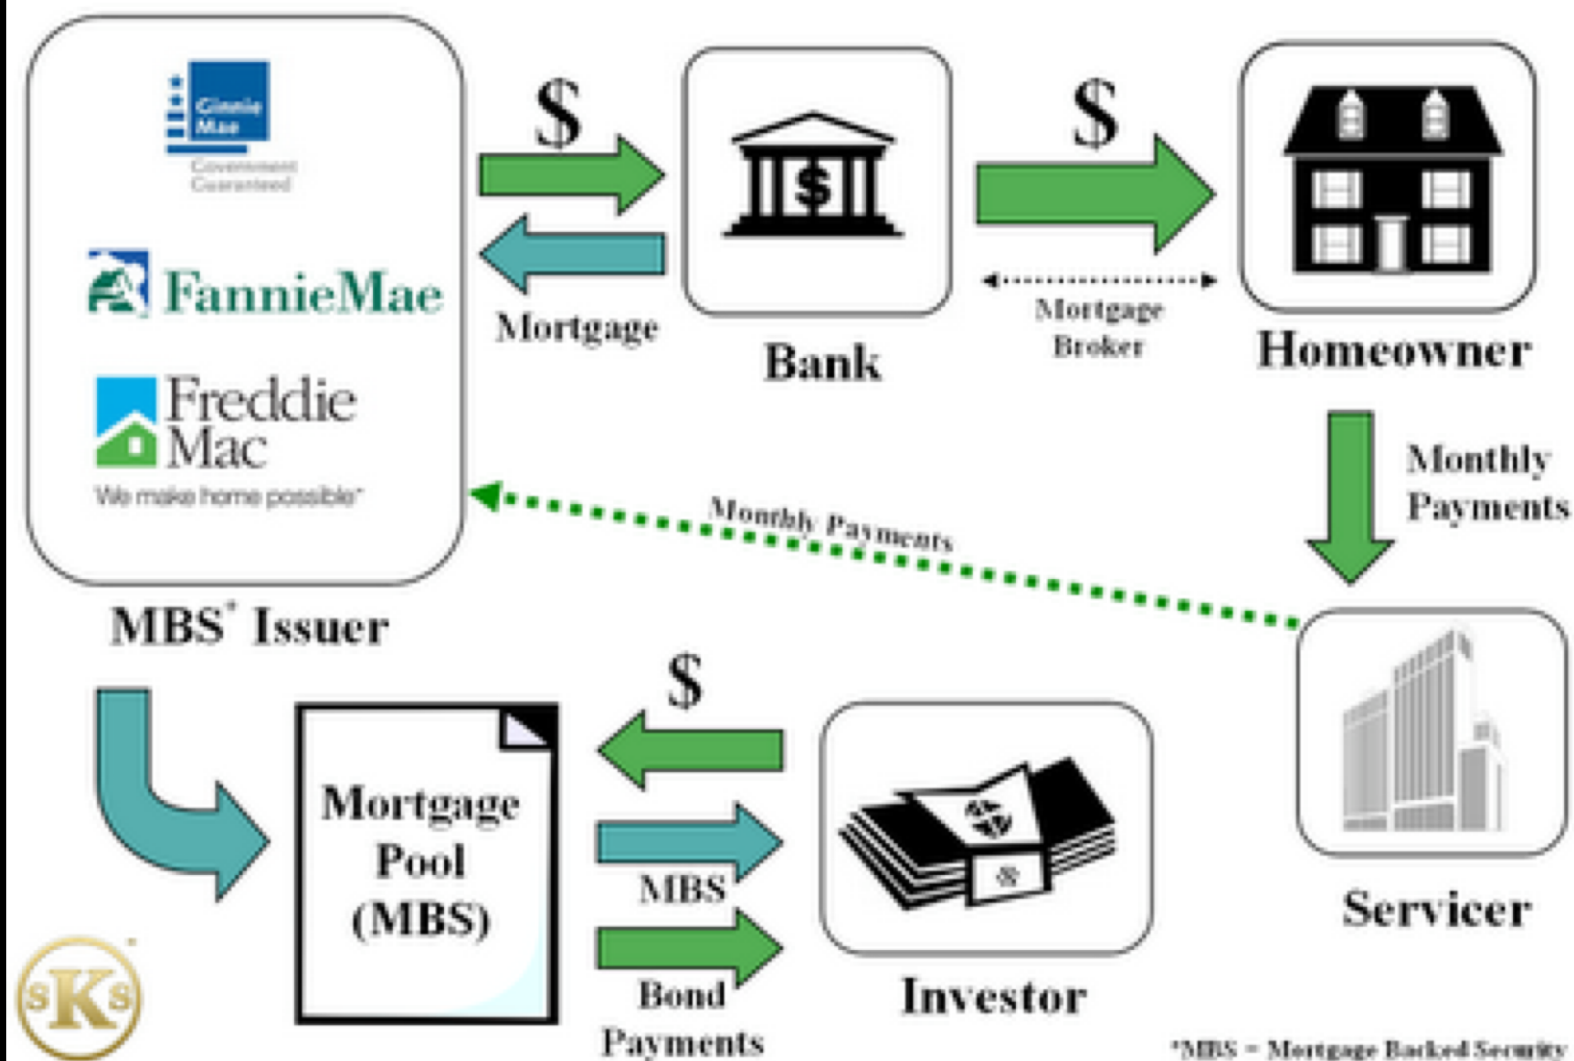 Ginnie
Mae
Government
Guaranteed
FannieMae
Freddie
Mac
We make home possible*
MBS* Issuer
$
Mortgage
$
Bank
$
Mortgage
Broker
Homeowner
Monthly
Payments
Monthly Payments
Servicer
Mortgage
Pool
(MBS)
$
MBS
Bond
Payments
Investor
SKS
*MBS = Mortgage Backed Security